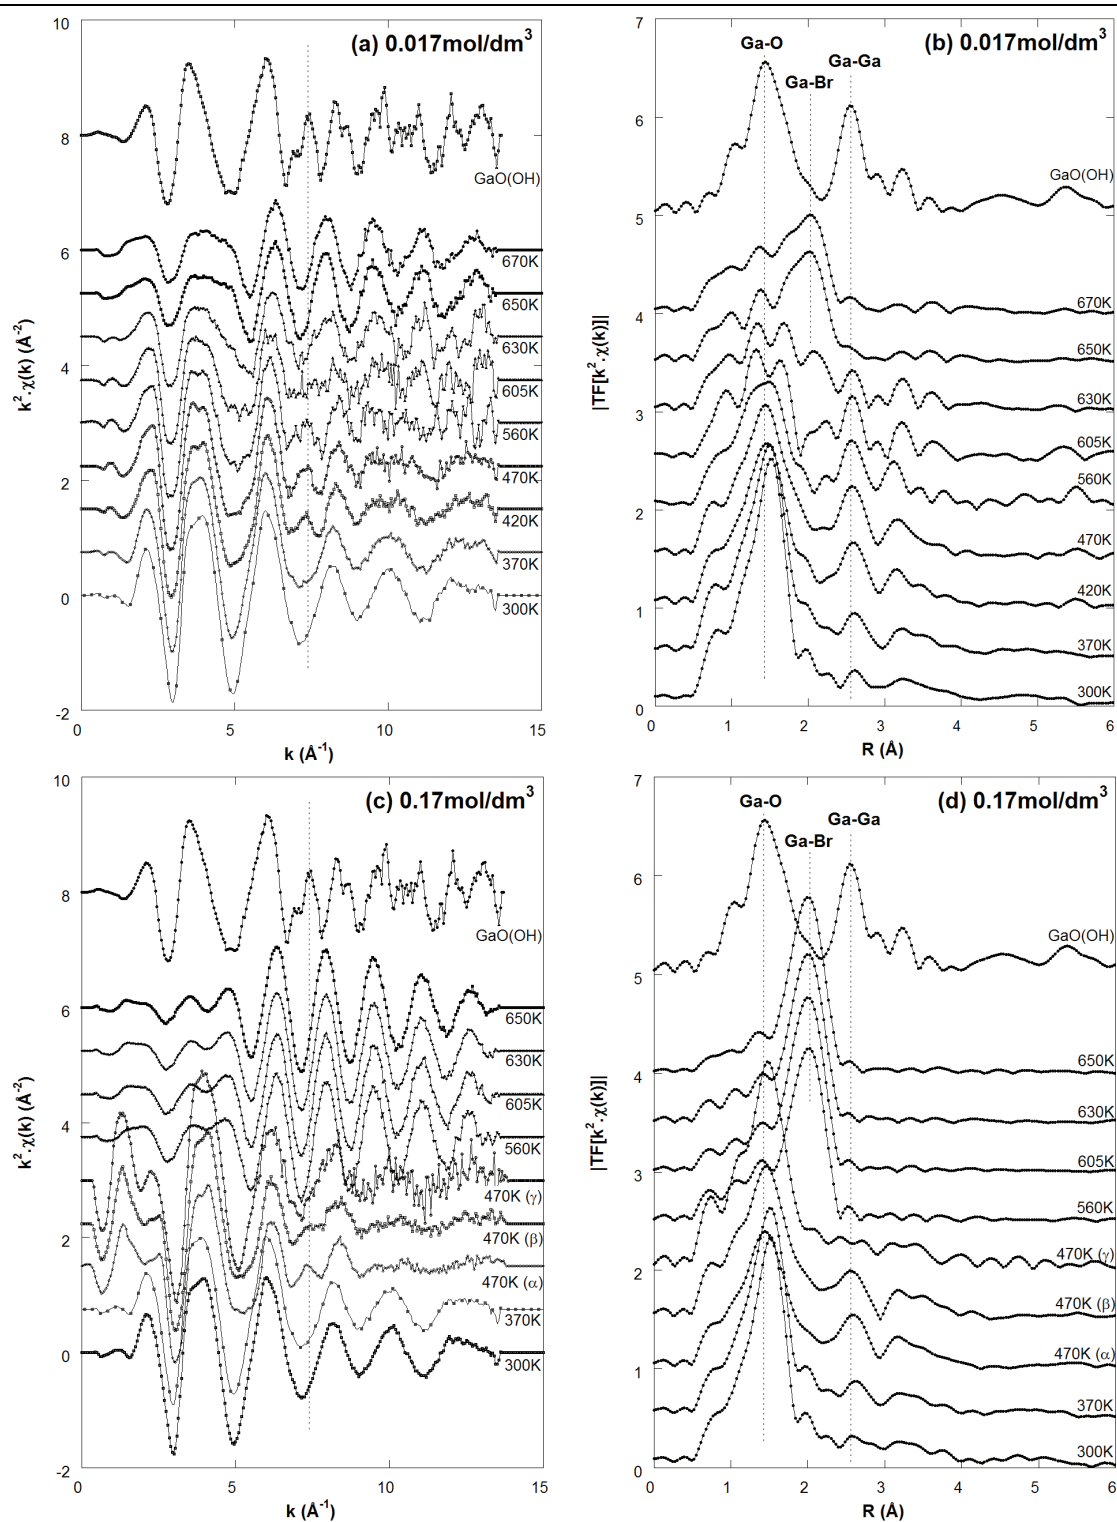 (a) 0.017mol/dm³
10
8
6
4
2
0
-2
k².χ(k) (Å⁻²)
GaO(OH)
670K
650K
630K
605K
560K
470K
420K
370K
300K
0 5 10 15
k (Å⁻¹)
(b) 0.017mol/dm³
Ga-O
Ga-Br
Ga-Ga
7
6
5
4
3
2
1
0
|TF[k².χ(k)]||
GaO(OH)
670K
650K
630K
605K
560K
470K
420K
370K
300K
0 1 2 3 4 5 6
R (Å)
(c) 0.17mol/dm³
10
8
6
4
2
0
-2
k².χ(k) (Å⁻²)
GaO(OH)
650K
630K
605K
560K
470K (γ)
470K (β)
470K (α)
370K
300K
0 5 10 15
k (Å⁻¹)
(d) 0.17mol/dm³
Ga-O
Ga-Br
Ga-Ga
7
6
5
4
3
2
1
0
|TF[k².χ(k)]||
GaO(OH)
650K
630K
605K
560K
470K (γ)
470K (β)
470K (α)
370K
300K
0 1 2 3 4 5 6
R (Å)